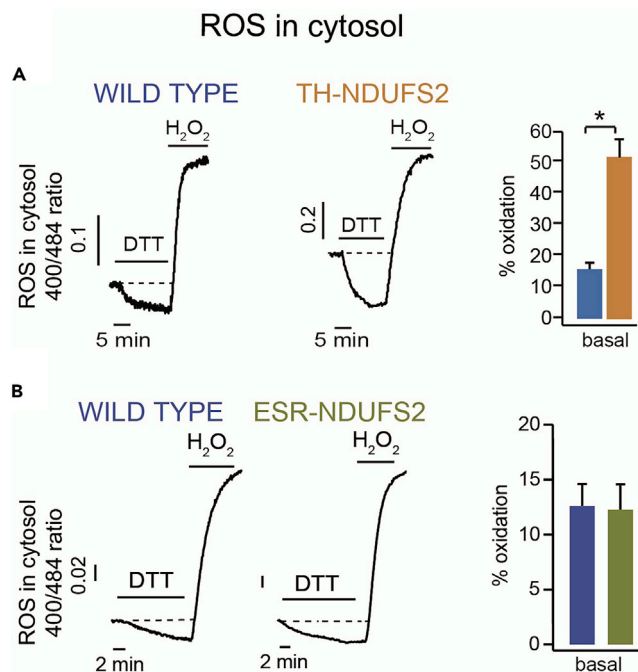 ROS in cytosol
A
WILD TYPE
TH-NDUFS2
H₂O₂
H₂O₂
ROS in cytosol
400/484 ratio
0.1
DTT
5 min
0.2
DTT
5 min
*
% oxidation
60
50
40
30
20
10
0
basal
B
WILD TYPE
ESR-NDUFS2
H₂O₂
H₂O₂
ROS in cytosol
400/484 ratio
0.02
DTT
2 min
DTT
2 min
% oxidation
20
15
10
5
0
basal